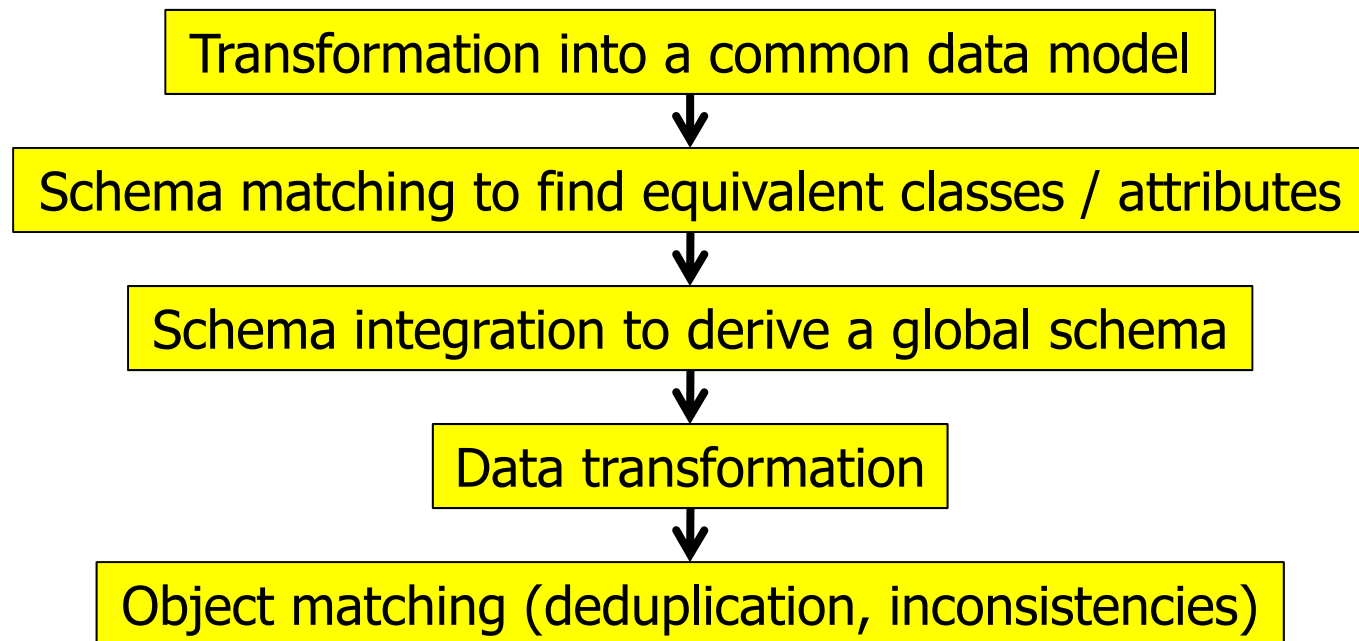 Transformation into a common data model
Schema matching to find equivalent classes / attributes
Schema integration to derive a global schema
Data transformation
Object matching (deduplication, inconsistencies)